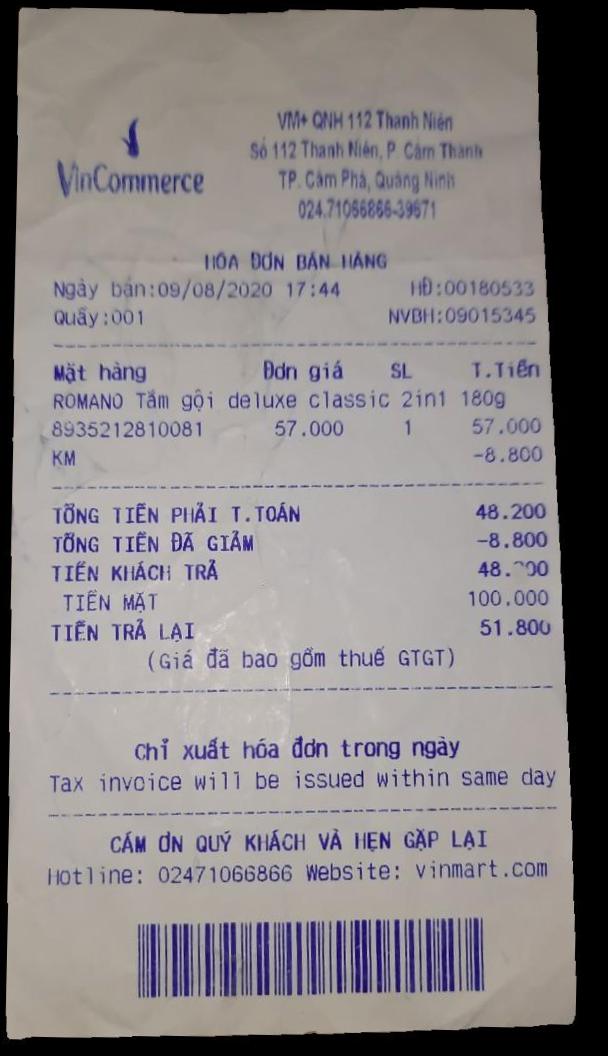 VinCommerce
VM+ QNH 112 Thanh Niên
Số 112 Thanh Niên, P. Cẩm Thành
TP. Cẩm Phả, Quảng Ninh
024.71066866-39671
HÓA ĐƠN BÁN HÀNG
Ngày bán:09/08/2020 17:44 HĐ:00180533
Quầy:001 NVBH:09015345
Mặt hàng Đơn giá SL T.Tiền
ROMANO Tắm gội deluxe classic 2in1 180g
8935212810081 57.000 1 57.000
KM -8.800
TỔNG TIỀN PHẢI T.TOÁN 48.200
TỔNG TIỀN ĐÃ GIẢM -8.800
TIỀN KHÁCH TRẢ 48.200
TIỀN MẶT 100.000
TIỀN TRẢ LẠI 51.800
(Giá đã bao gồm thuế GTGT)
Chỉ xuất hóa đơn trong ngày
Tax invoice will be issued within same day
CẢM ƠN QUÝ KHÁCH VÀ HẸN GẶP LẠI
Hotline: 02471066866 Website: vinmart.com